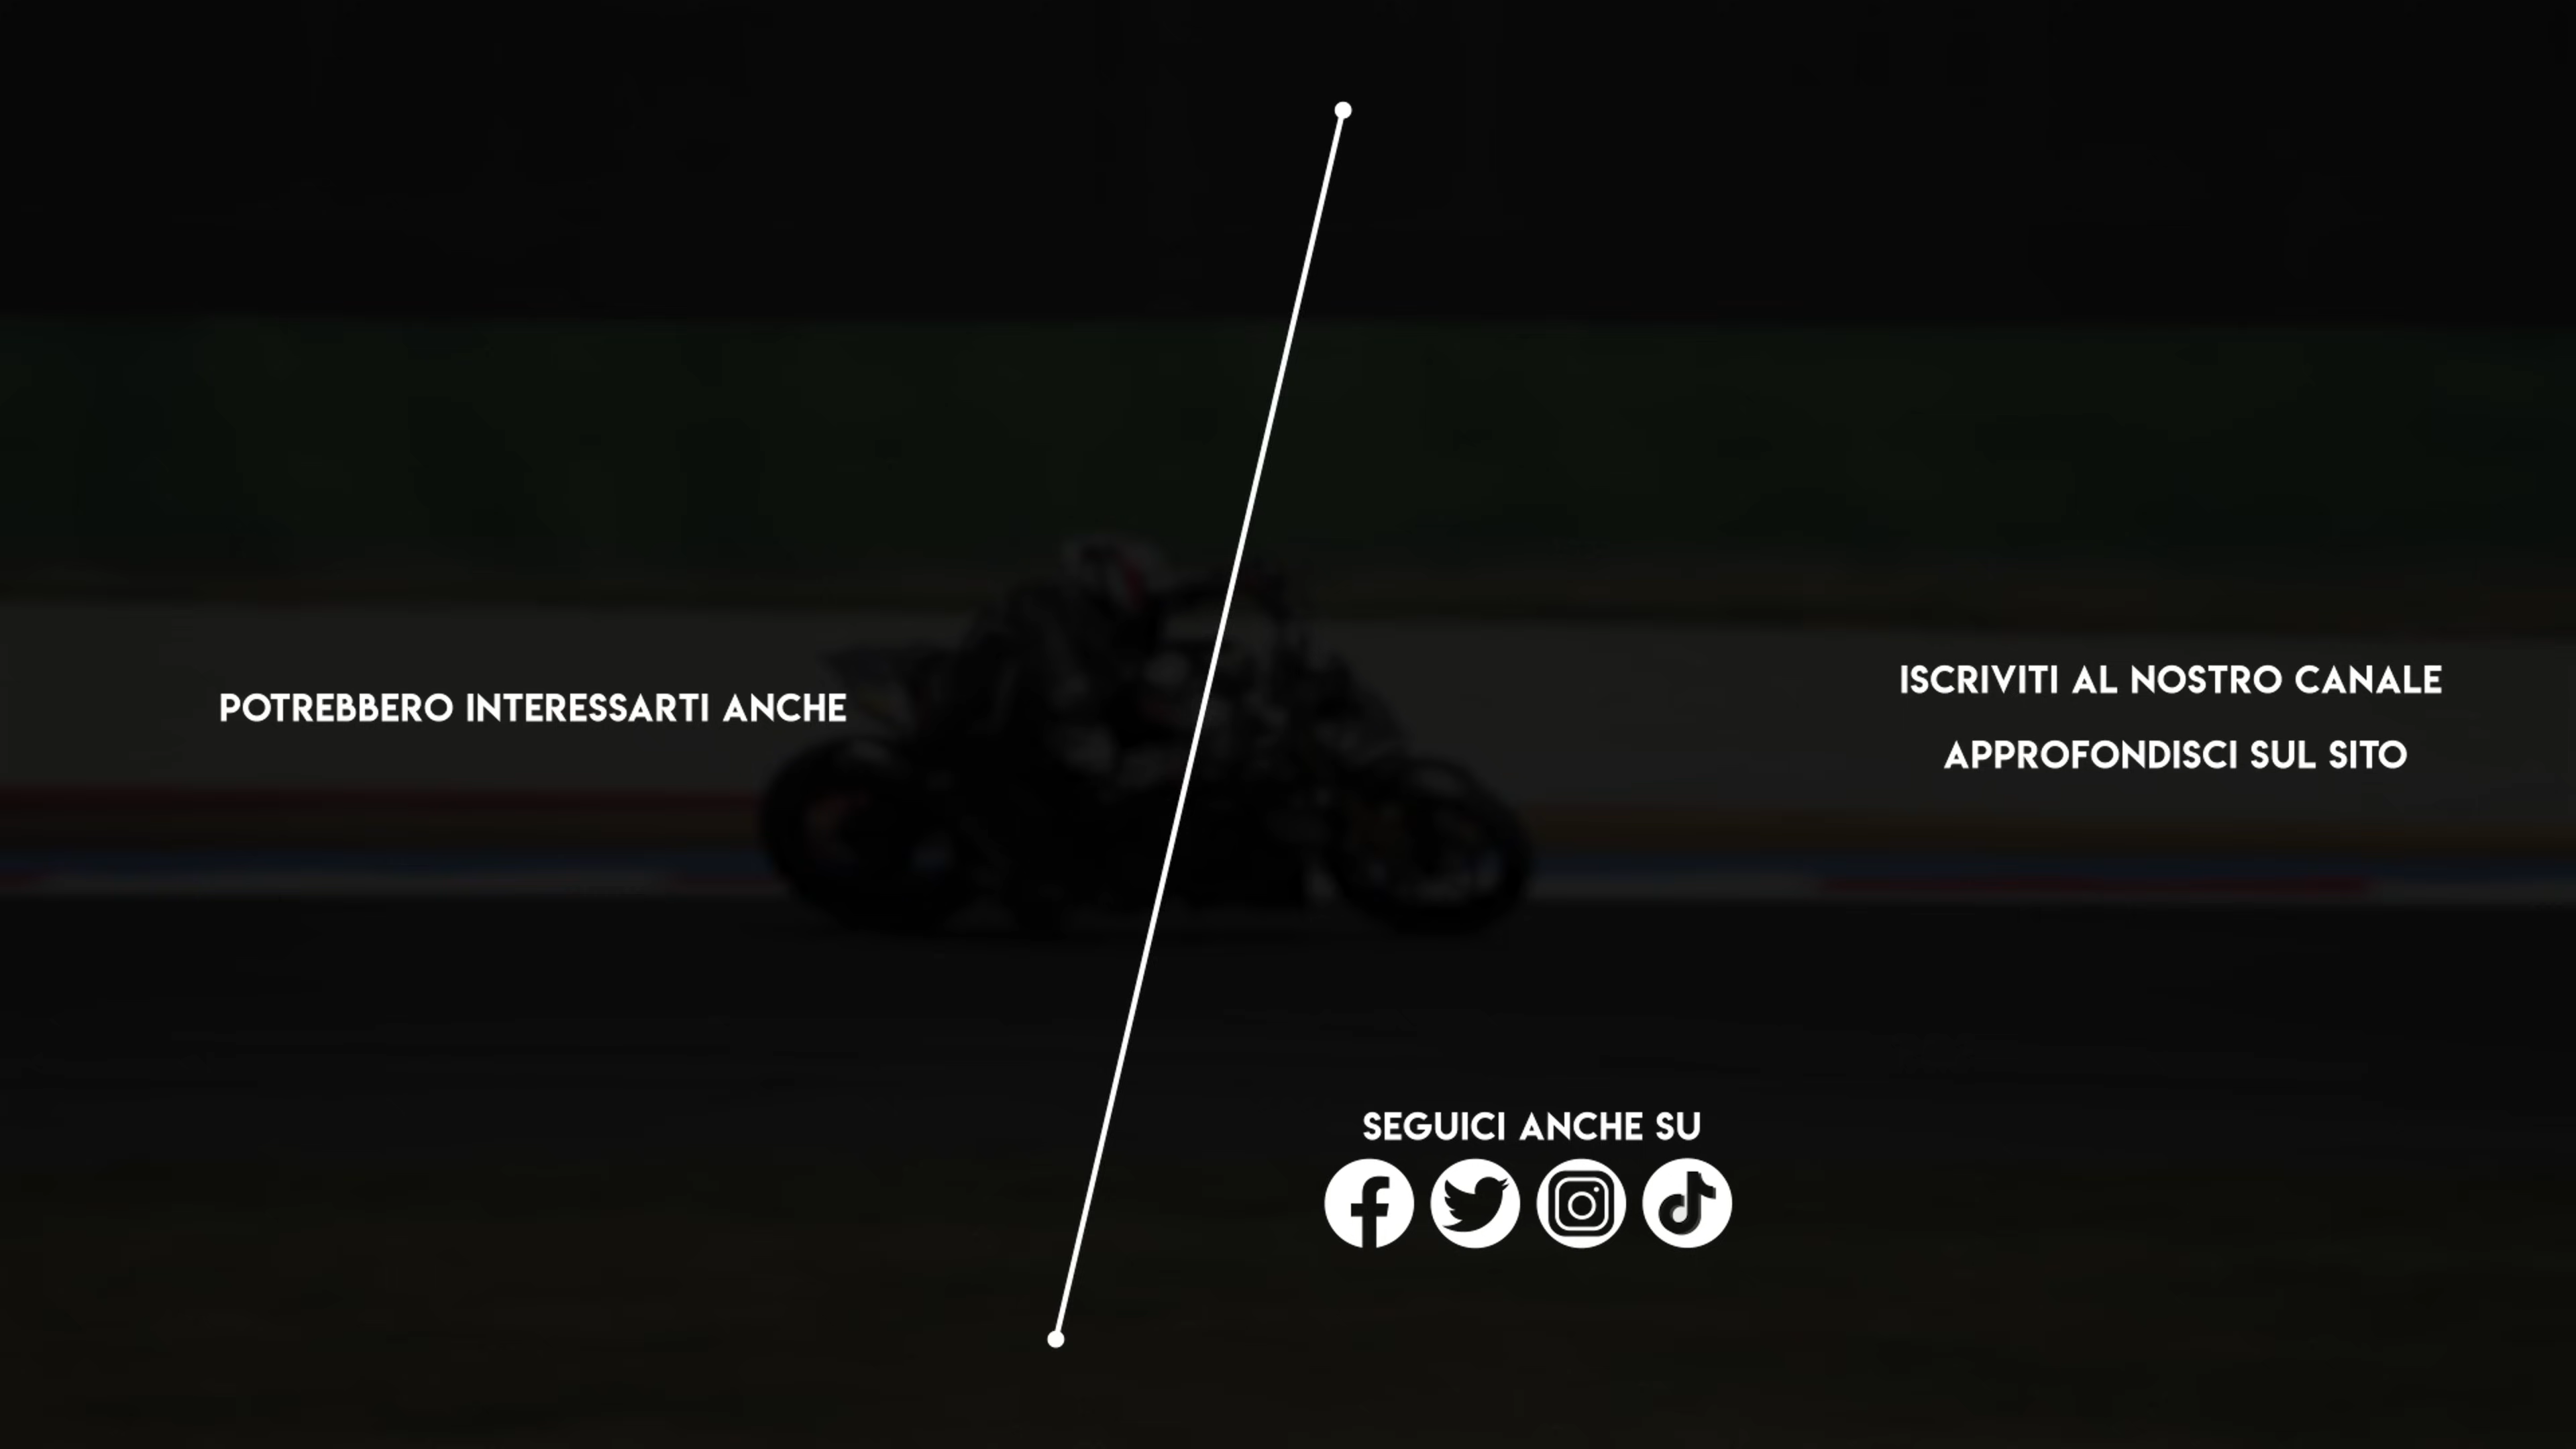 POTREBBERO INTERESSARTI ANCHE
ISCRIVITI AL NOSTRO CANALE
APPROFONDISCI SUL SITO
SEGUICI ANCHE SU